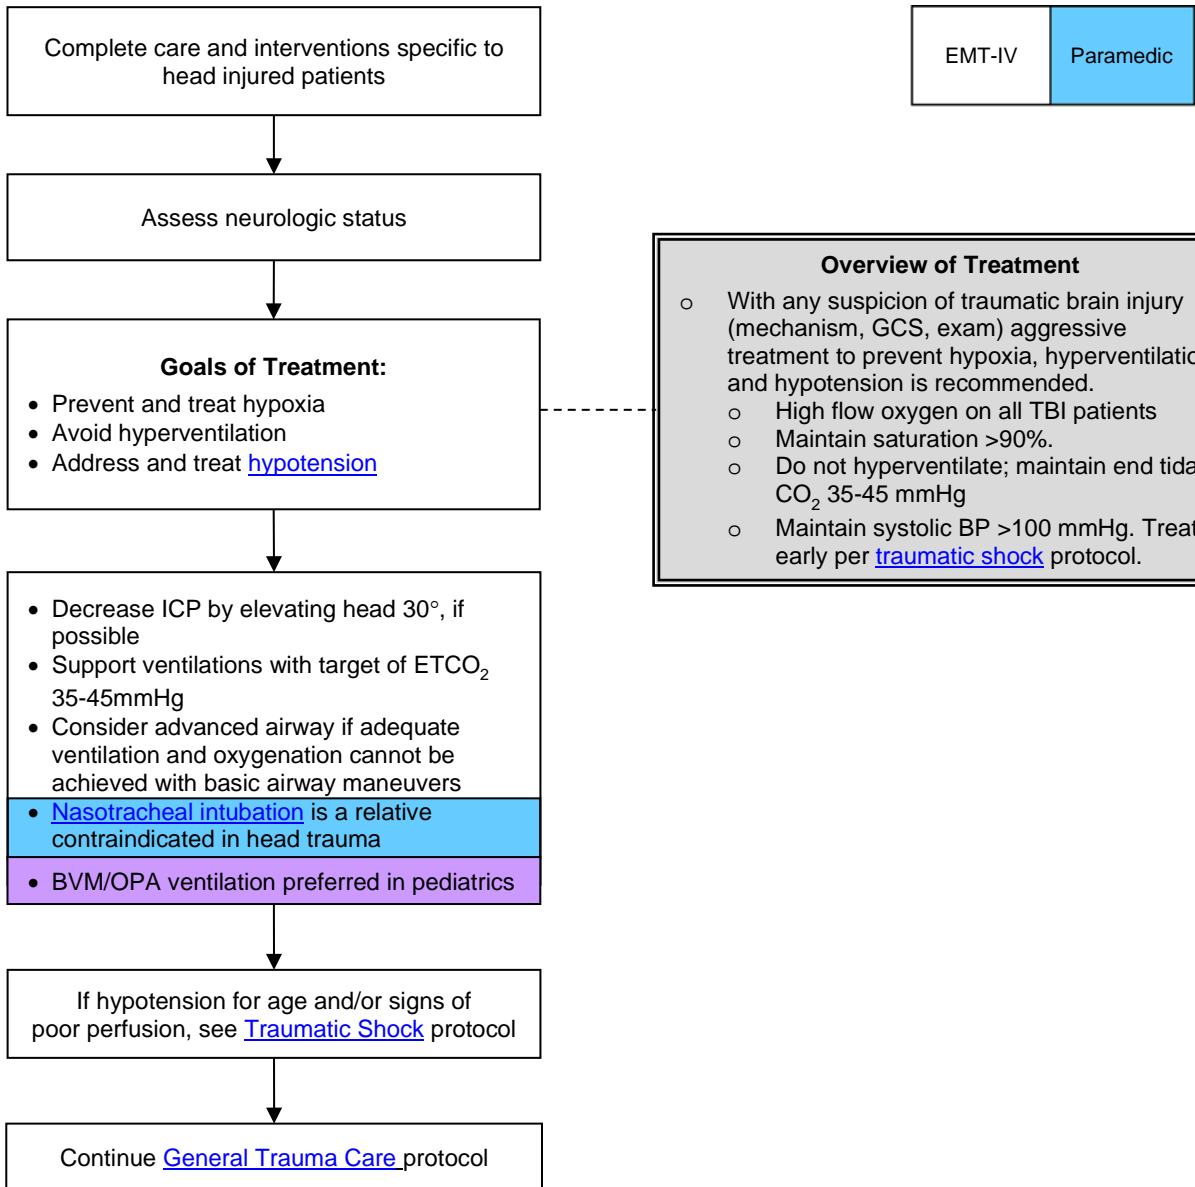 Complete care and interventions specific to
head injured patients
EMT-IV
Paramedic
Assess neurologic status
Goals of Treatment:
• Prevent and treat hypoxia
• Avoid hyperventilation
• Address and treat hypotension
Overview of Treatment
o With any suspicion of traumatic brain injury
(mechanism, GCS, exam) aggressive
treatment to prevent hypoxia, hyperventilatio
and hypotension is recommended.
o High flow oxygen on all TBI patients
o Maintain saturation >90%.
o Do not hyperventilate; maintain end tida
CO2 35-45 mmHg
o Maintain systolic BP >100 mmHg. Treat
early per traumatic shock protocol.
• Decrease ICP by elevating head 30°, if
possible
• Support ventilations with target of ETCO2
35-45mmHg
• Consider advanced airway if adequate
ventilation and oxygenation cannot be
achieved with basic airway maneuvers
• Nasotracheal intubation is a relative
contraindicated in head trauma
• BVM/OPA ventilation preferred in pediatrics
If hypotension for age and/or signs of
poor perfusion, see Traumatic Shock protocol
Continue General Trauma Care protocol